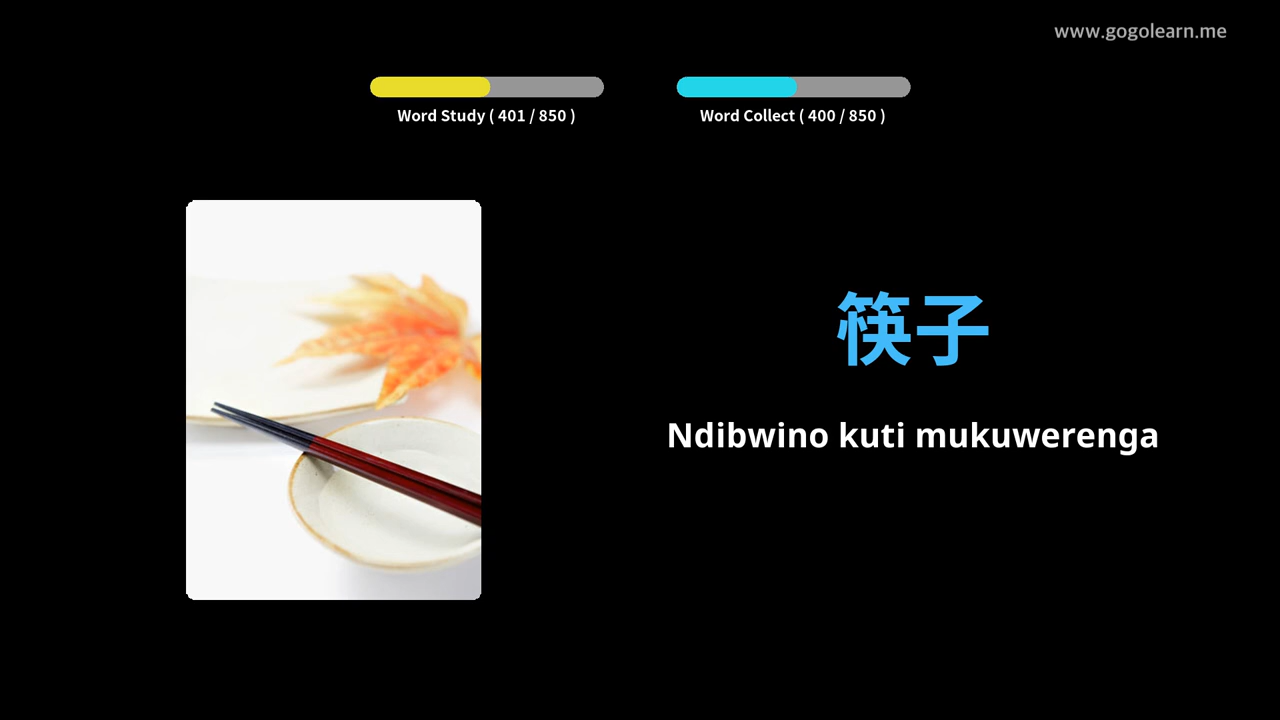 www.gogolearn.me
Word Study ( 401 / 850 )
Word Collect ( 400 / 850 )
筷子
Ndibwino kuti mukuwerenga